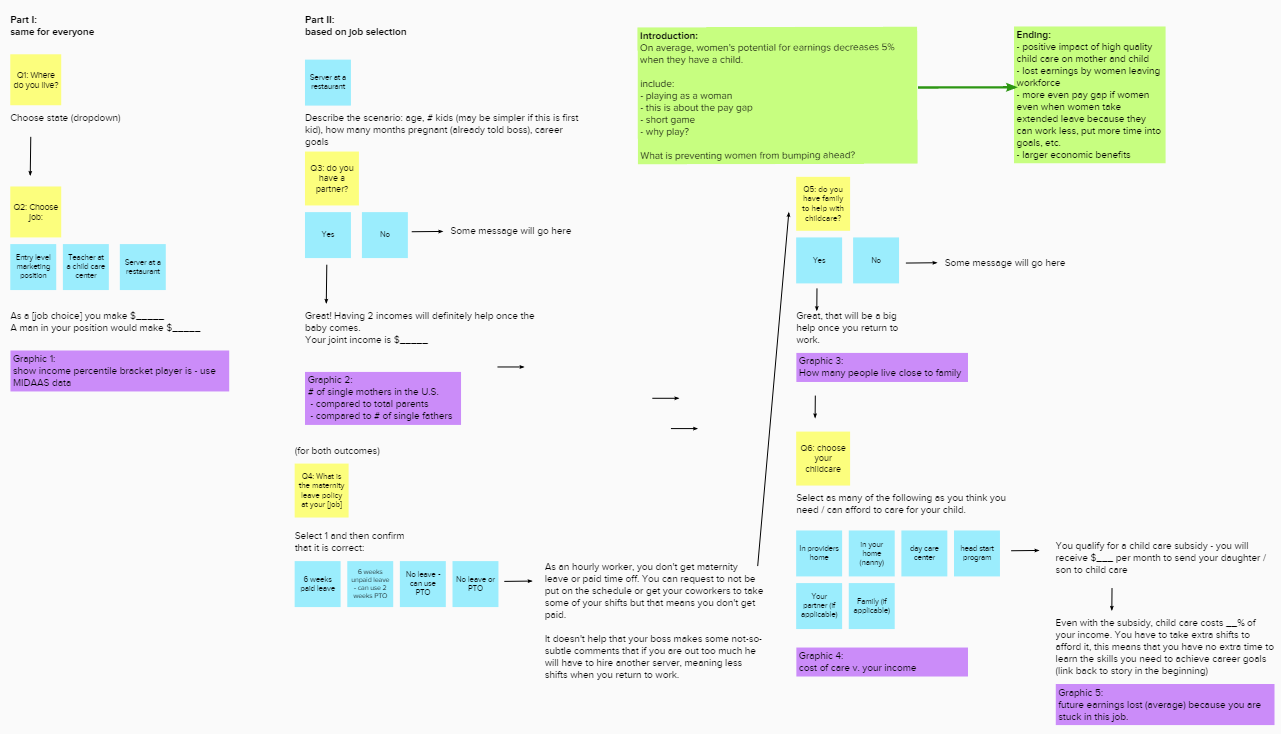 Part I:
same for everyone
Q1: Where
do you live?
Choose state (dropdown)
Q2: Choose
job:
Entry level
marketing
position
Teacher at
a child care
center
Server at a
restaurant
As a [job choice] you make $_____
A man in your position would make $_____
Graphic 1:
show income percentile bracket player is - use
MIDAAS data
Part II:
based on job selection
Server at a
restaurant
Describe the scenario: age, # kids (may be simpler if this is first
kid), how many months pregnant (already told boss), career
goals
Q3: do you
have a
partner?
Yes
No
Some message will go here
Great! Having 2 incomes will definitely help once the
baby comes.
Your joint income is $_____
Graphic 2:
# of single mothers in the U.S.
- compared to total parents
- compared to # of single fathers
(for both outcomes)
Q4: What is
the maternity
leave policy
at your [job]
Select 1 and then confirm
that it is correct:
6 weeks
paid leave
6 weeks
unpaid leave
- can use 2
weeks PTO
No leave -
can use
PTO
No leave or
PTO
As an hourly worker, you don't get maternity
leave or paid time off. You can request to not be
put on the schedule or get your coworkers to take
some of your shifts but that means you don't get
paid.
It doesn't help that your boss makes some not-so-
subtle comments that if you are out too much he
will have to hire another server, meaning less
shifts when you return to work.
Introduction:
On average, women's potential for earnings decreases 5%
when they have a child.
include:
- playing as a woman
- this is about the pay gap
- short game
- why play?
What is preventing women from bumping ahead?
Ending:
- positive impact of high quality
child care on mother and child
- lost earnings by women leaving
workforce
- more even pay gap if women
even when women take
extended leave because they
can work less, put more time into
goals, etc.
- larger economic benefits
Q5: do you
have family
to help with
childcare?
Yes
No
Some message will go here
Great, that will be a big
help once you return to
work.
Graphic 3:
How many people live close to family
Q6: choose
your
childcare
Select as many of the following as you think you
need / can afford to care for your child.
In providers
home
In your
home
(nanny)
day care
center
head start
program
Your
partner (if
applicable)
Family (if
applicable)
Graphic 4:
cost of care v. your income
You qualify for a child care subsidy - you will
receive $___ per month to send your daughter /
son to child care
Even with the subsidy, child care costs __% of
your income. You have to take extra shifts to
afford it, this means that you have no extra time to
learn the skills you need to achieve career goals
(link back to story in the beginning)
Graphic 5:
future earnings lost (average) because you are
stuck in this job.